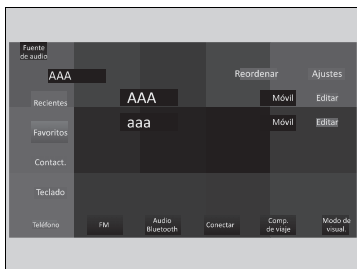 Fuente
de audio
AAA
Reordenar
Ajustes
Recientes
AAA
Móvil
Editar
Favoritos
aaa
Móvil
Editar
Contact.
Teclado
Teléfono
FM
Audio
Bluetooth
Conectar
Comp.
de viaje
Modo de
visual.